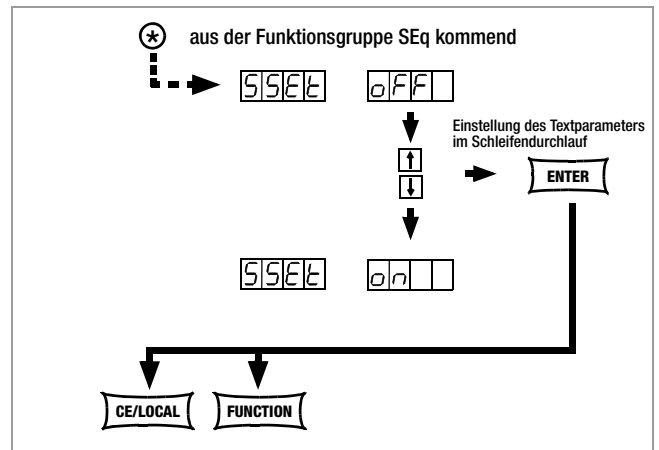 * aus der Funktionsgruppe SEq kommend
SSEt oFF
Einstellung des Textparameters
im Schleifendurchlauf
↑
↓
ENTER
SSEt on
CE/LOCAL FUNCTION